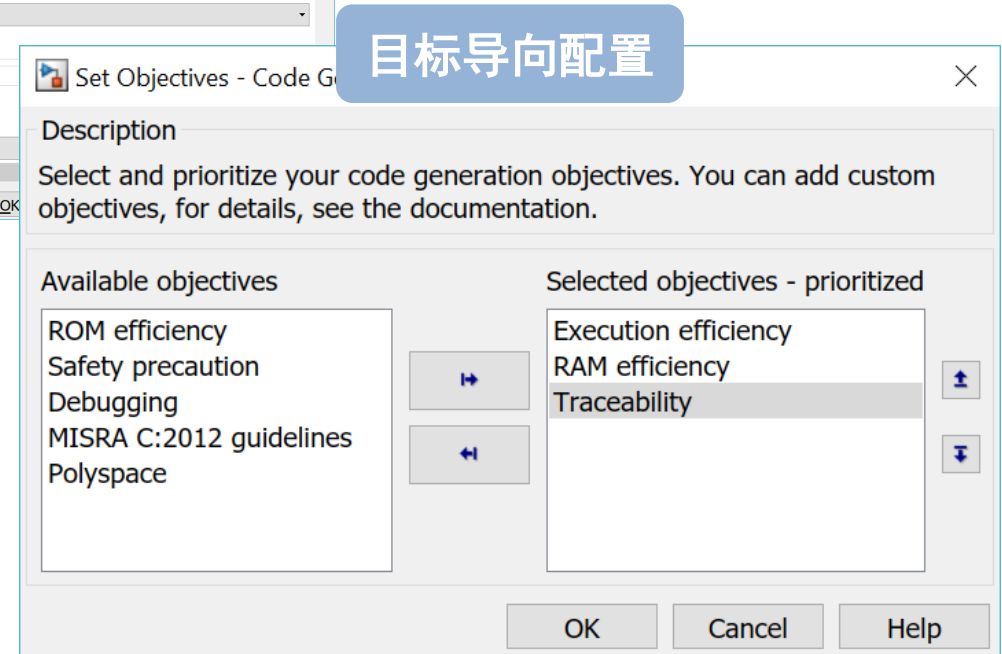 目标导向配置
Set Objectives - Code G
Description
Select and prioritize your code generation objectives. You can add custom
objectives, for details, see the documentation.
OK
Available objectives
Selected objectives - prioritized
ROM efficiency
Safety precaution
Debugging
MISRA C:2012 guidelines
Polyspace
Execution efficiency
RAM efficiency
Traceability
OK
Cancel
Help